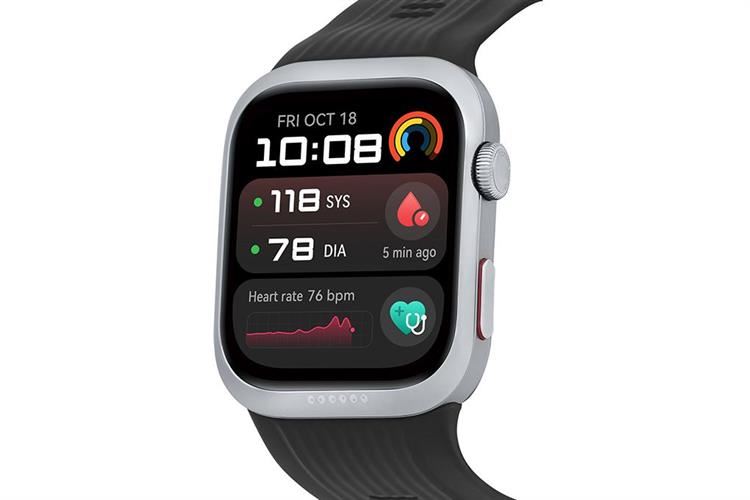 FRI OCT 18
10:08
118 SYS
78 DIA
5 min ago
Heart rate 76 bpm